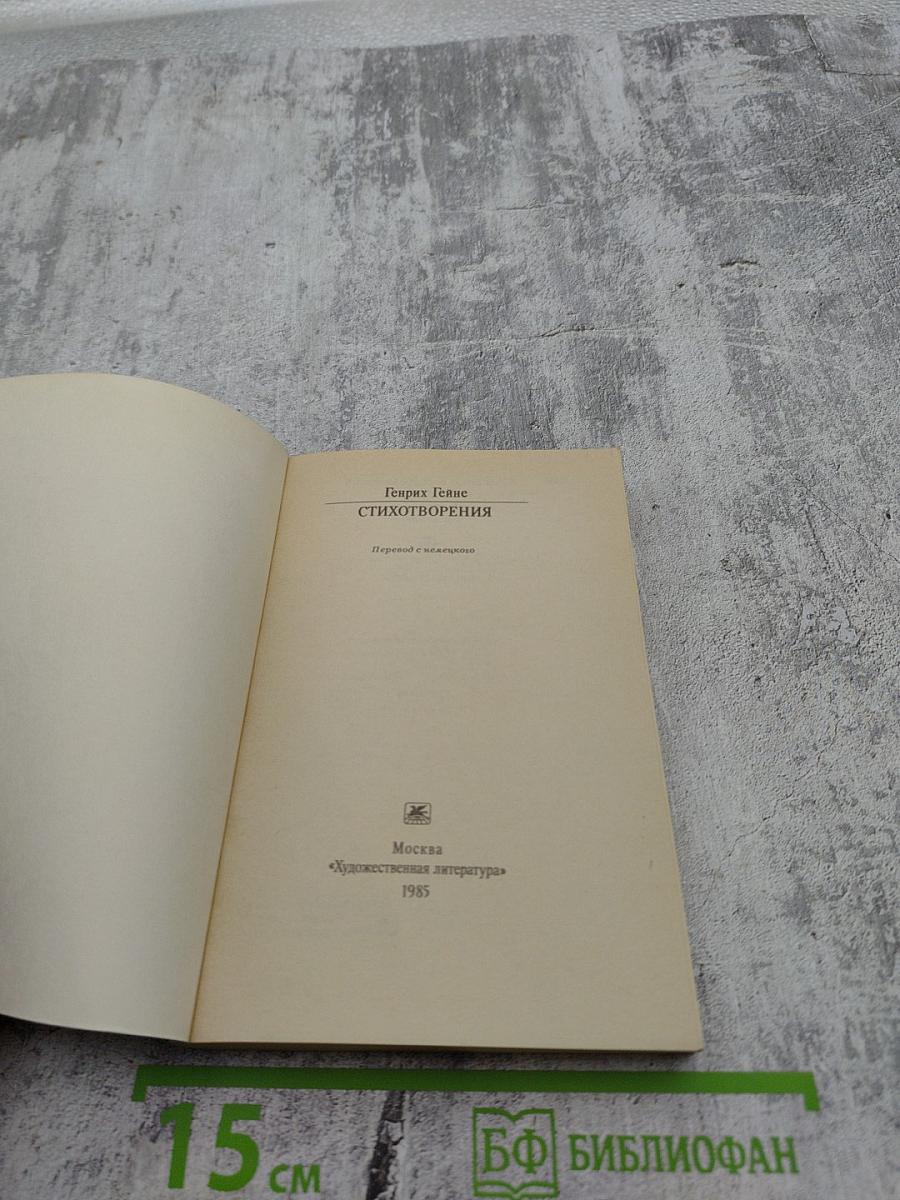 Генрих Гейне
СТИХОТВОРЕНИЯ
Перевод с немецкого
Москва
«Художественная литература»
1985
15 см
БФ БИБЛИОФАН